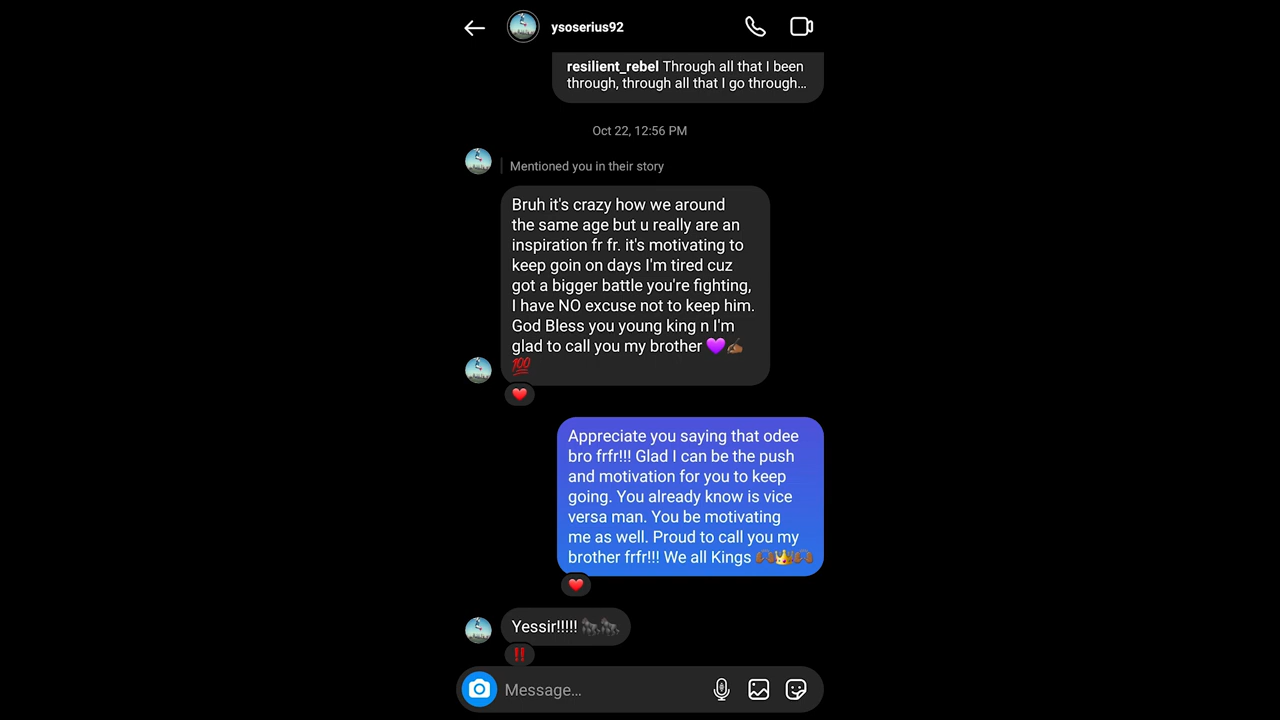 ysoserius92
resilient_rebel Through all that I been
through, through all that I go through...
Oct 22, 12:56 PM
Mentioned you in their story
Bruh it's crazy how we around
the same age but u really are an
inspiration fr fr. it's motivating to
keep goin on days I'm tired cuz
got a bigger battle you're fighting,
I have NO excuse not to keep him.
God Bless you young king n I'm
glad to call you my brother 💜✍🏾
💯
❤️
Appreciate you saying that odee
bro frfr!!! Glad I can be the push
and motivation for you to keep
going. You already know is vice
versa man. You be motivating
me as well. Proud to call you my
brother frfr!!! We all Kings 🙌🏾👑🙌🏾
❤️
Yessir!!!!! 🦍🦍
‼️
Message...